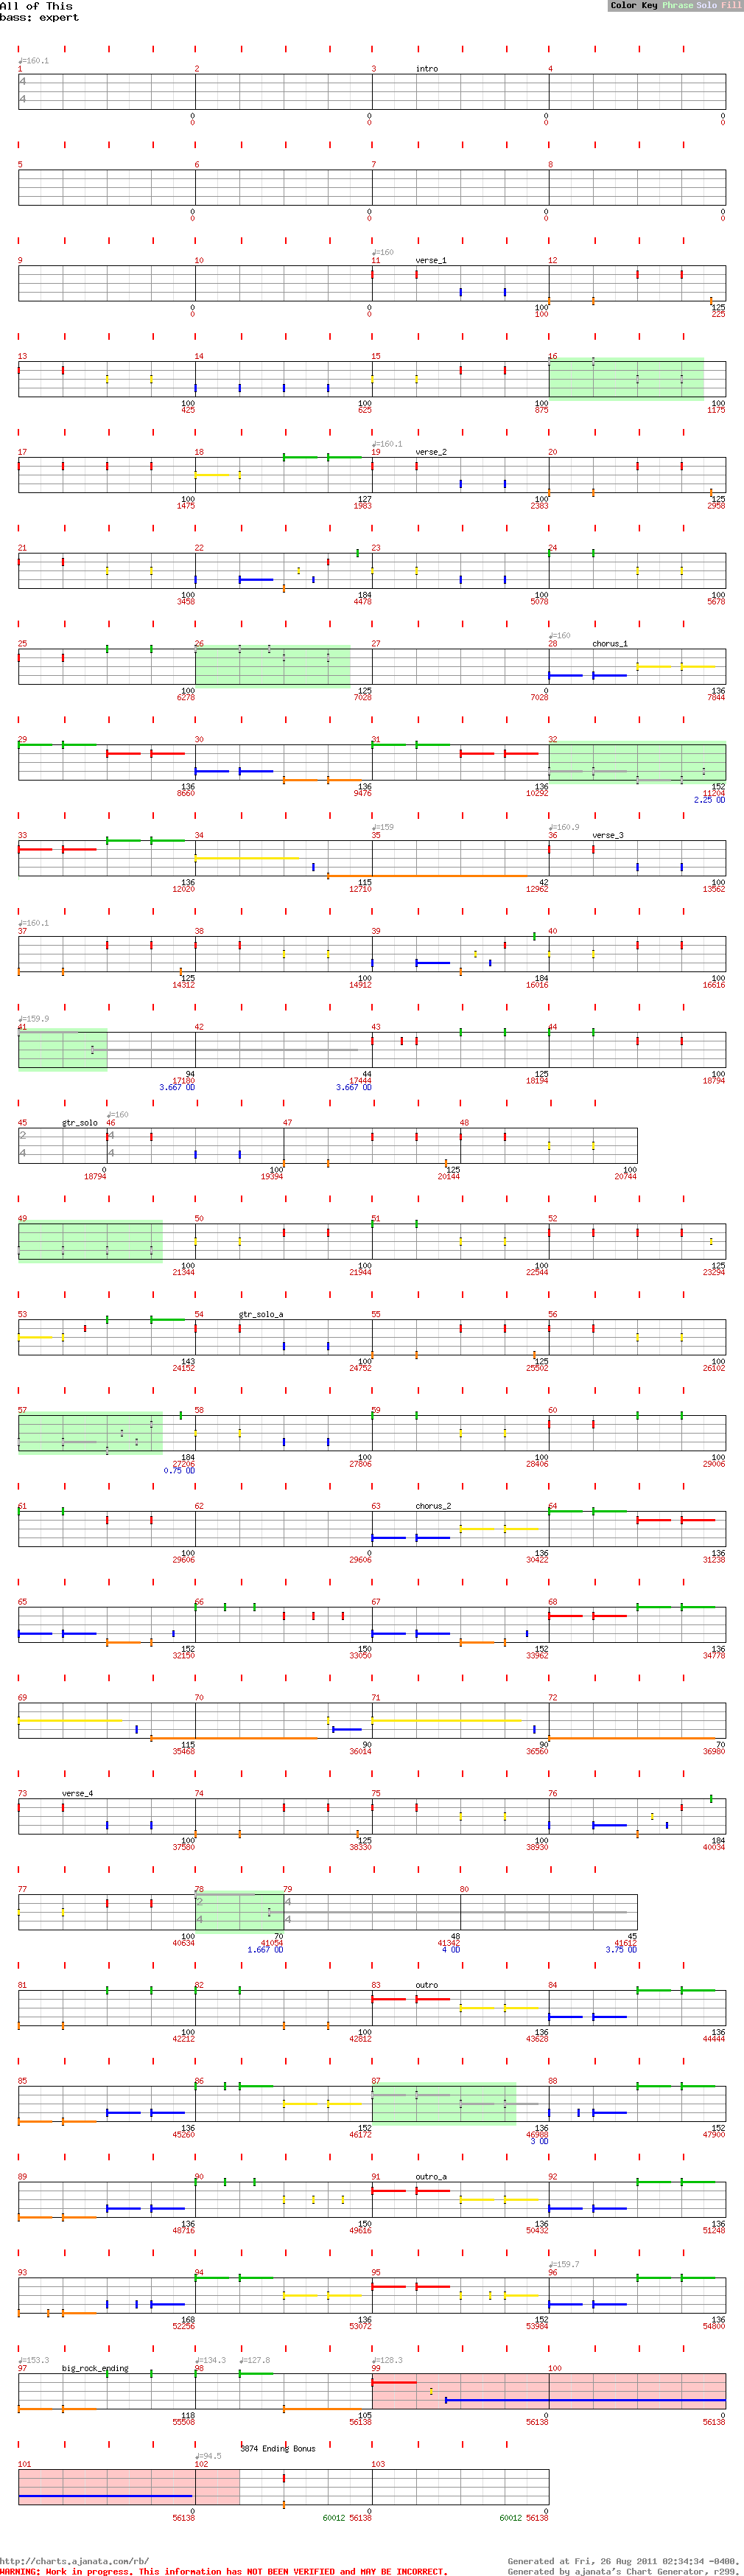 All of This
bass: expert
Color Key Phrase Solo Fill
♩=160.1
1 2 3 intro 4
4
4
0 0 0 0
0 0 0 0
5 6 7 8
0 0 0 0
0 0 0 0
♩=160
9 10 11 verse_1 12
0 0 100 125
0 0 100 225
13 14 15 16
100 100 100 100
425 625 875 1175
♩=160.1
17 18 19 verse_2 20
100 127 100 125
1475 1983 2383 2958
21 22 23 24
100 184 100 100
3458 4478 5078 5678
♩=160
25 26 27 28 chorus_1
100 125 0 136
6278 7028 7028 7844
29 30 31 32
136 136 136 152
8660 9476 10292 11204
2.25 OD
♩=159 ♩=160.9
33 34 35 36 verse_3
136 115 42 100
12020 12710 12962 13562
♩=160.1
37 38 39 40
125 100 184 100
14312 14912 16016 16616
♩=159.9
41 42 43 44
94 44 125 100
17180 17444 18194 18794
3.667 OD 3.667 OD
♩=160
45 gtr_solo 46 47 48
2 4
4 4
0 100 125 100
18794 19394 20144 20744
49 50 51 52
100 100 100 125
21344 21944 22544 23294
53 54 gtr_solo_a 55 56
143 100 125 100
24152 24752 25502 26102
57 58 59 60
184 100 100 100
27206 27806 28406 29006
0.75 OD
61 62 63 chorus_2 64
100 0 136 136
29606 29606 30422 31238
65 66 67 68
152 150 152 136
32150 33050 33962 34778
69 70 71 72
115 90 90 70
35468 36014 36560 36980
73 verse_4 74 75 76
100 125 100 184
37580 38330 38930 40034
77 78 79 80
2 4
4 4
100 70 48 45
40634 41054 41342 41612
1.667 OD 4 OD 3.75 OD
81 82 83 outro 84
100 100 136 136
42212 42812 43628 44444
85 86 87 88
136 152 136 152
45260 46172 46988 47900
3 OD
89 90 91 outro_a 92
136 150 136 136
48716 49616 50432 51248
♩=159.7
93 94 95 96
168 136 152 136
52256 53072 53984 54800
♩=153.3 ♩=134.3 ♩=127.8 ♩=128.3
97 big_rock_ending 98 99 100
118 105 0 0
55508 56138 56138 56138
3874 Ending Bonus
♩=94.5
101 102 103
0 0 0
56138 60012 56138 60012 56138
http://charts.ajanata.com/rb/
Generated at Fri, 26 Aug 2011 02:34:34 -0400.
WARNING: Work in progress. This information has NOT BEEN VERIFIED and MAY BE INCORRECT.
Generated by ajanata's Chart Generator, r299.